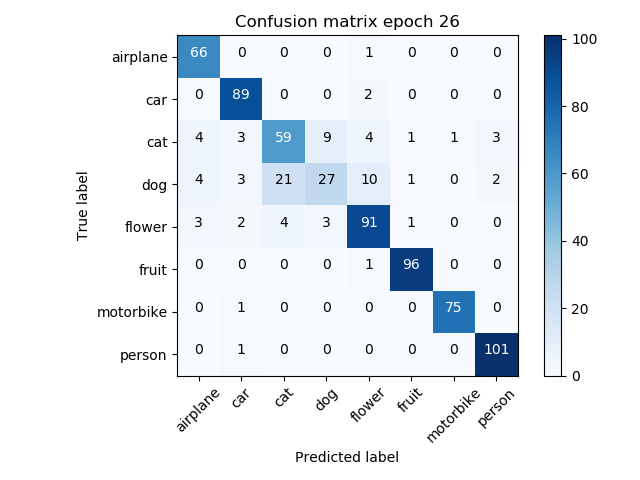 Confusion matrix epoch 26
airplane 66 0 0 0 1 0 0 0
car 0 89 0 0 2 0 0 0
cat 4 3 59 9 4 1 1 3
dog 4 3 21 27 10 1 0 2
flower 3 2 4 3 91 1 0 0
fruit 0 0 0 0 1 96 0 0
motorbike 0 1 0 0 0 0 75 0
person 0 1 0 0 0 0 0 101
airplane car cat dog flower fruit motorbike person
Predicted label
True label
100
80
60
40
20
0